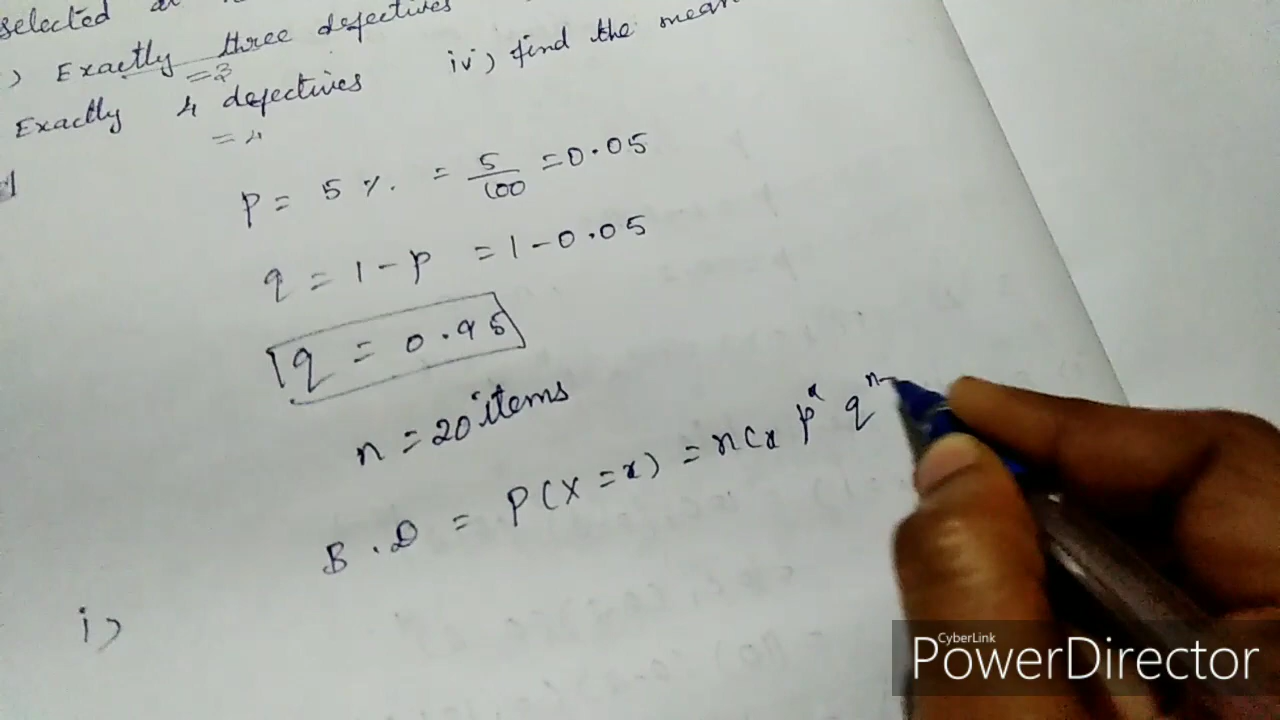 selected at
) Exactly three defectives
=3
iv) find the mean
Exactly 4 defectives
= 4
P = 5 %. = 5/100 = 0.05
q = 1 - p = 1 - 0.05
q = 0.95
n = 20 items
B.D = P(X = x) = nCx p^x q^n-
i)
CyberLink
PowerDirector